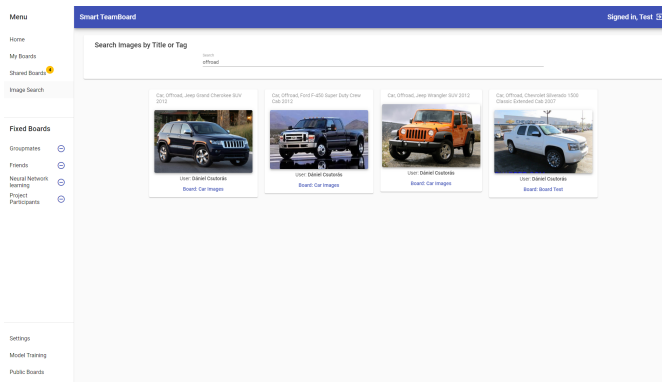 Menu
Smart TeamBoard
Signed in, Test
Home
My Boards
Shared Boards 4
Image Search
Search Images by Title or Tag
Search
offroad
Fixed Boards
Groupmates
Friends
Neural Network
learning
Project
Participants
Car, Offroad, Jeep Grand Cherokee SUV
2012
User: Dániel Csutorás
Board: Car Images
Car, Offroad, Ford F-450 Super Duty Crew
Cab 2012
User: Dániel Csutorás
Board: Car Images
Car, Offroad, Jeep Wrangler SUV 2012
User: Dániel Csutorás
Board: Car Images
Car, Offroad, Chevrolet Silverado 1500
Classic Extended Cab 2007
User: Dániel Csutorás
Board: Board Test
Settings
Model Training
Public Boards